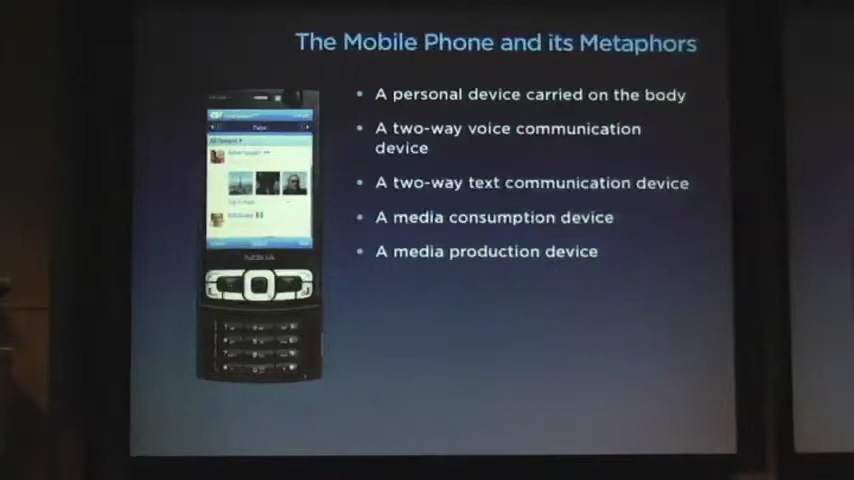 The Mobile Phone and its Metaphors
• A personal device carried on the body
• A two-way voice communication
device
• A two-way text communication device
• A media consumption device
• A media production device
NOKIA